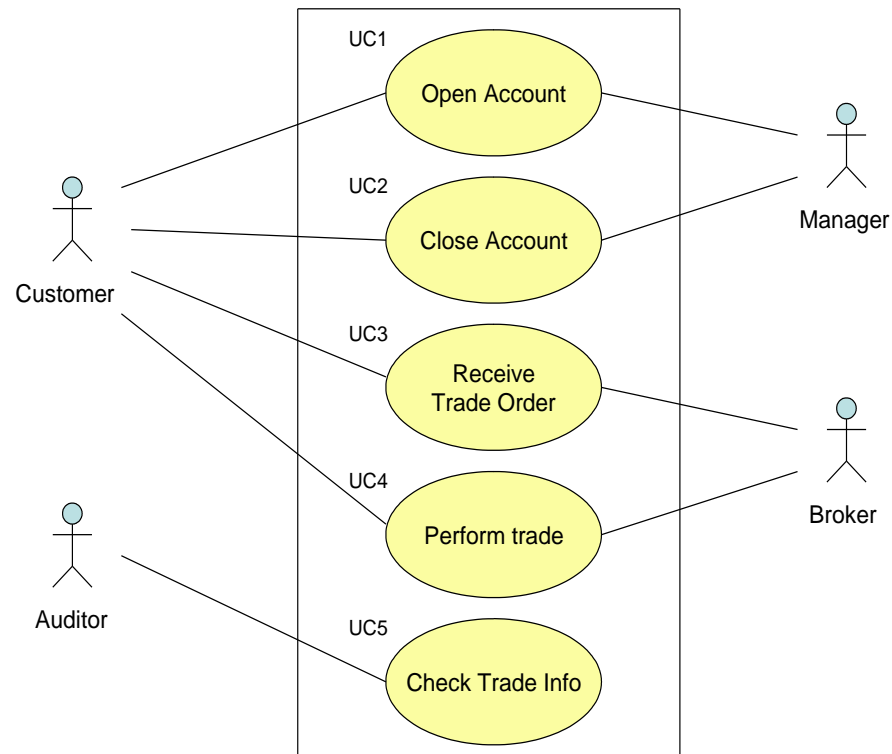 UC1
Open Account
UC2
Manager
Close Account
Customer
UC3
Receive
Trade Order
UC4
Broker
Perform trade
Auditor
UC5
Check Trade Info